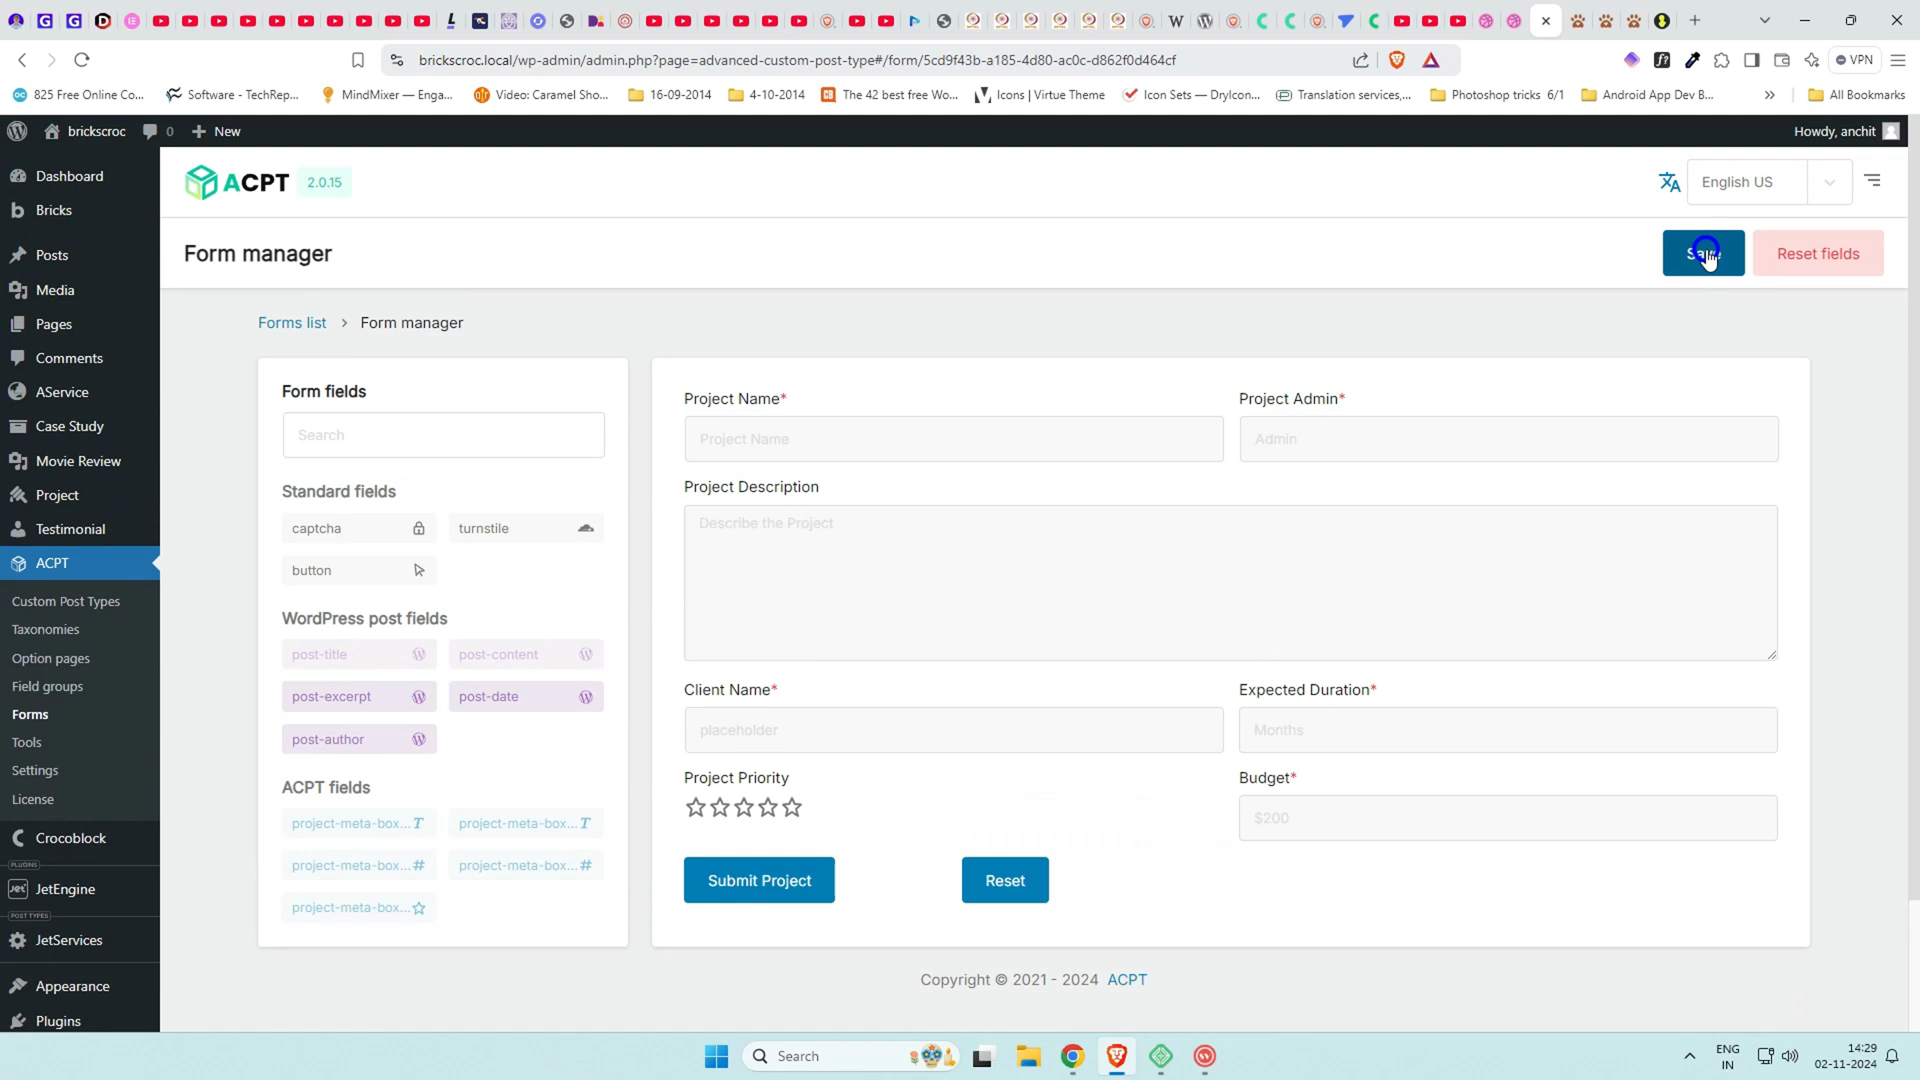 brickscroc.local/wp-admin/admin.php?page=advanced-custom-post-type#/form/5cd9f43b-a185-4d80-ac0c-d862f0d464cf
VPN
825 Free Online Co...
Software - TechRep...
MindMixer — Enga...
Video: Caramel Sho...
16-09-2014
4-10-2014
The 42 best free Wo...
Icons | Virtue Theme
Icon Sets — DryIcon...
Translation services,...
Photoshop tricks 6/1
Android App Dev B...
All Bookmarks
brickscroc
0
New
Howdy, anchit
Dashboard
Bricks
Posts
Media
Pages
Comments
AService
Case Study
Movie Review
Project
Testimonial
ACPT
Custom Post Types
Taxonomies
Option pages
Field groups
Forms
Tools
Settings
License
Crocoblock
PLUGINS
JetEngine
POST TYPES
JetServices
Appearance
Plugins
ACPT
2.0.15
English US
Form manager
Reset fields
Forms list > Form manager
Form fields
Search
Standard fields
captcha
turnstile
button
WordPress post fields
post-title
post-content
post-excerpt
post-date
post-author
ACPT fields
project-meta-box...
project-meta-box...
project-meta-box...
project-meta-box...
project-meta-box...
Project Name*
Project Name
Project Admin*
Admin
Project Description
Describe the Project
Client Name*
placeholder
Expected Duration*
Months
Project Priority
Budget*
$200
Submit Project
Reset
Copyright © 2021 - 2024 ACPT
Search
ENG
IN
14:29
02-11-2024